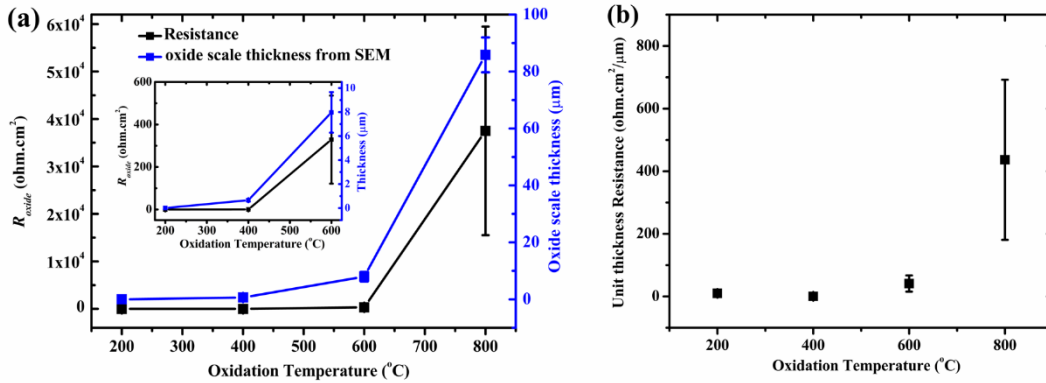 (a)
Resistance
oxide scale thickness from SEM
6x10⁴
5x10⁴
4x10⁴
3x10⁴
2x10⁴
1x10⁴
0
R_oxide (ohm.cm²)
100
80
60
40
20
0
Oxide scale thickness (μm)
200 300 400 500 600 700 800
Oxidation Temperature (°C)
600
400
200
0
R_oxide (ohm.cm²)
10
8
6
4
2
0
Thickness (μm)
200 300 400 500 600
Oxidation Temperature (°C)
(b)
800
600
400
200
0
Unit thickness Resistance (ohm.cm²/μm)
200 400 600 800
Oxidation Temperature (°C)